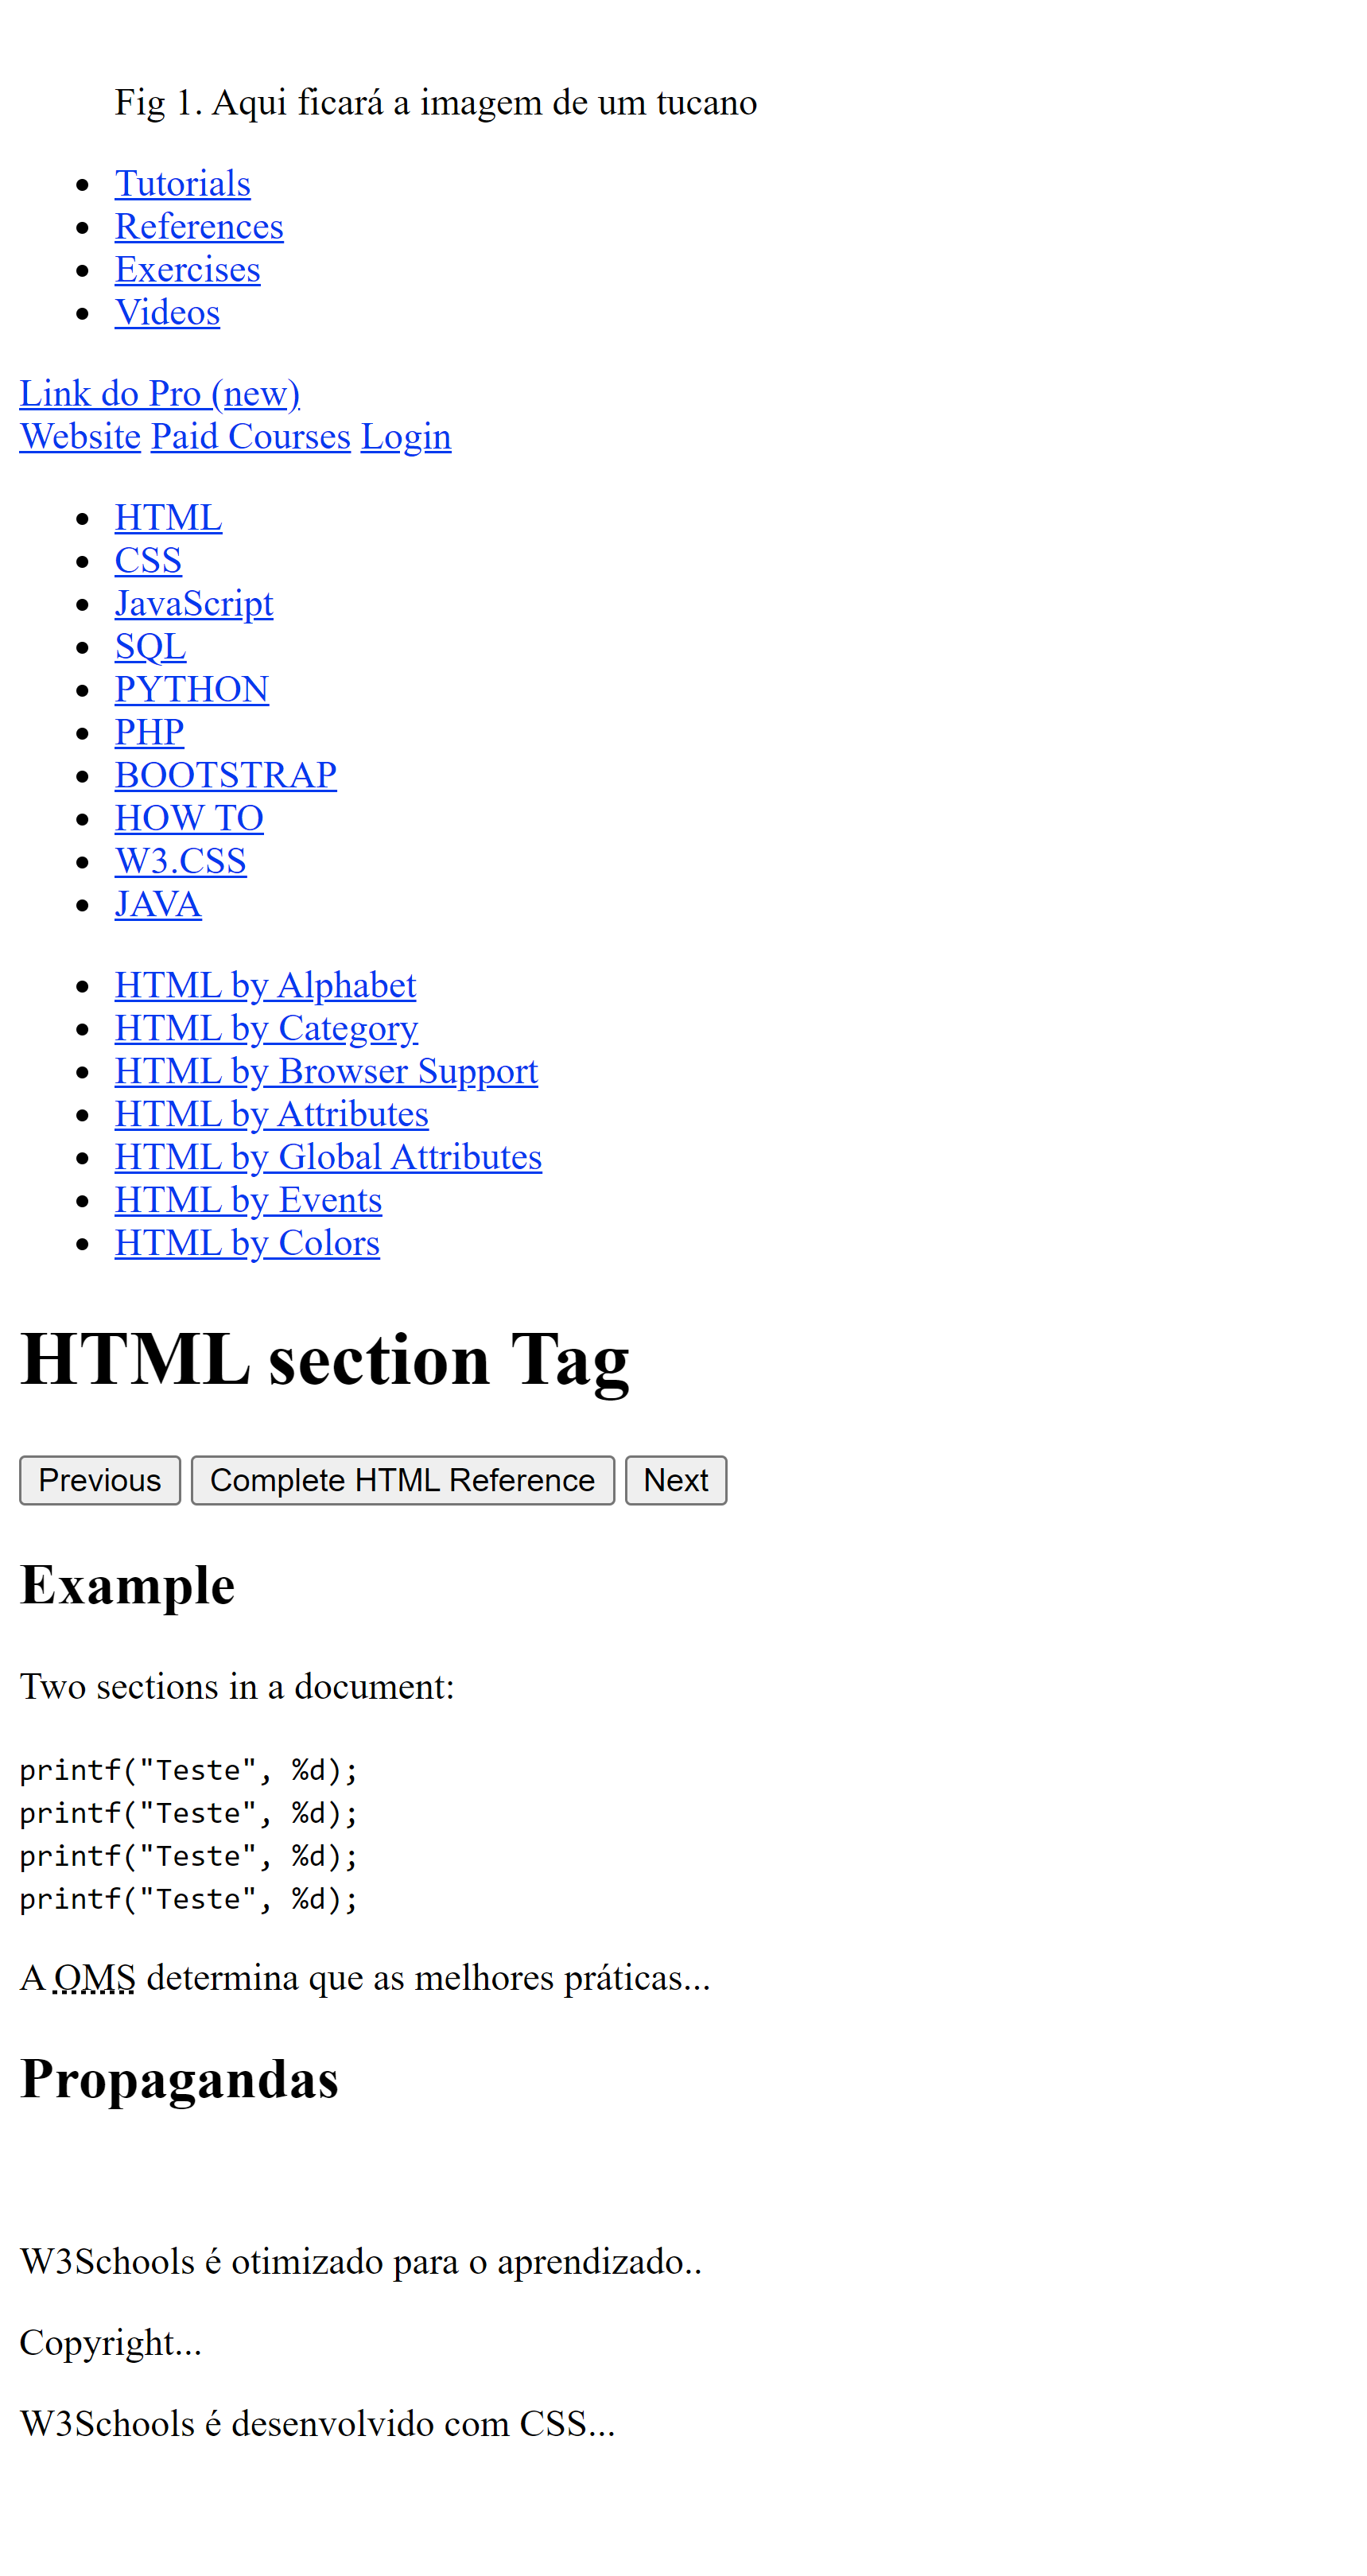 Fig 1. Aqui ficará a imagem de um tucano
Tutorials
References
Exercises
Videos
Link do Pro (new)
Website Paid Courses Login
HTML
CSS
JavaScript
SQL
PYTHON
PHP
BOOTSTRAP
HOW TO
W3.CSS
JAVA
HTML by Alphabet
HTML by Category
HTML by Browser Support
HTML by Attributes
HTML by Global Attributes
HTML by Events
HTML by Colors
HTML section Tag
Previous Complete HTML Reference Next
Example
Two sections in a document:
printf("Teste", %d);
printf("Teste", %d);
printf("Teste", %d);
printf("Teste", %d);
A OMS determina que as melhores práticas...
Propagandas
W3Schools é otimizado para o aprendizado..
Copyright...
W3Schools é desenvolvido com CSS...